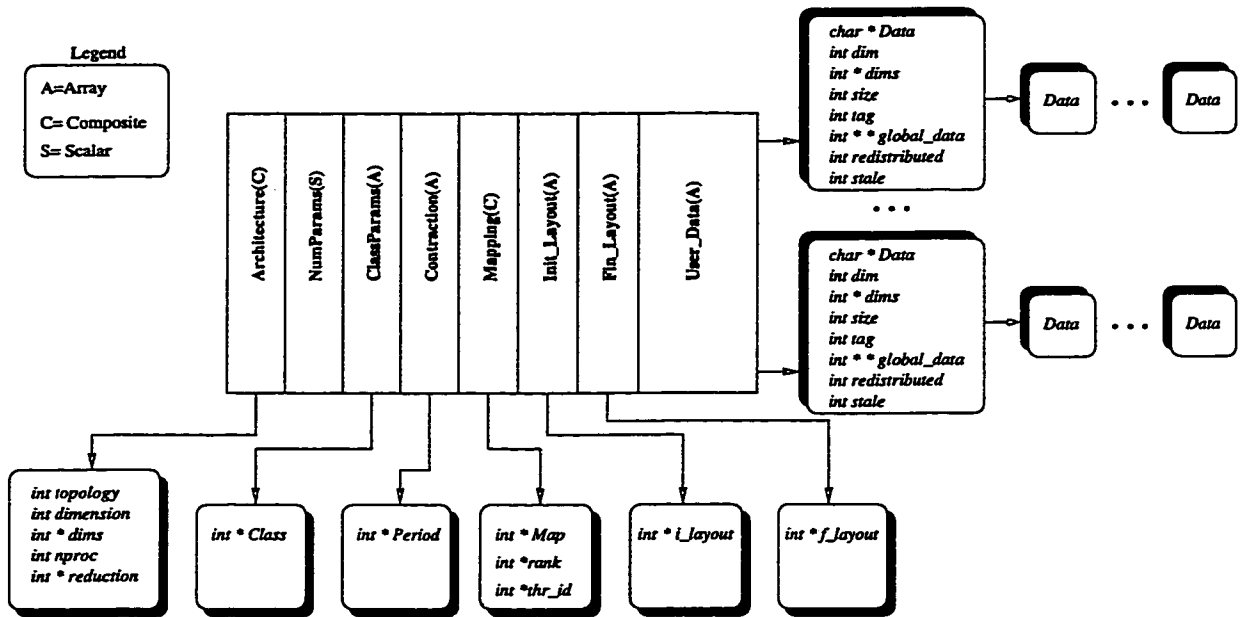 Legend
A=Array
C= Composite
S= Scalar
Architecture(C)
NumParams(S)
ClassParams(A)
Contraction(A)
Mapping(C)
Init_Layout(A)
Fin_Layout(A)
User_Data(A)
char * Data
int dim
int * dims
int size
int tag
int * * global_data
int redistributed
int stale
Data
• • •
Data
• • •
char * Data
int dim
int * dims
int size
int tag
int * * global_data
int redistributed
int stale
Data
• • •
Data
int topology
int dimension
int * dims
int nproc
int * reduction
int * Class
int * Period
int * Map
int *rank
int *thr_id
int * i_layout
int * f_layout